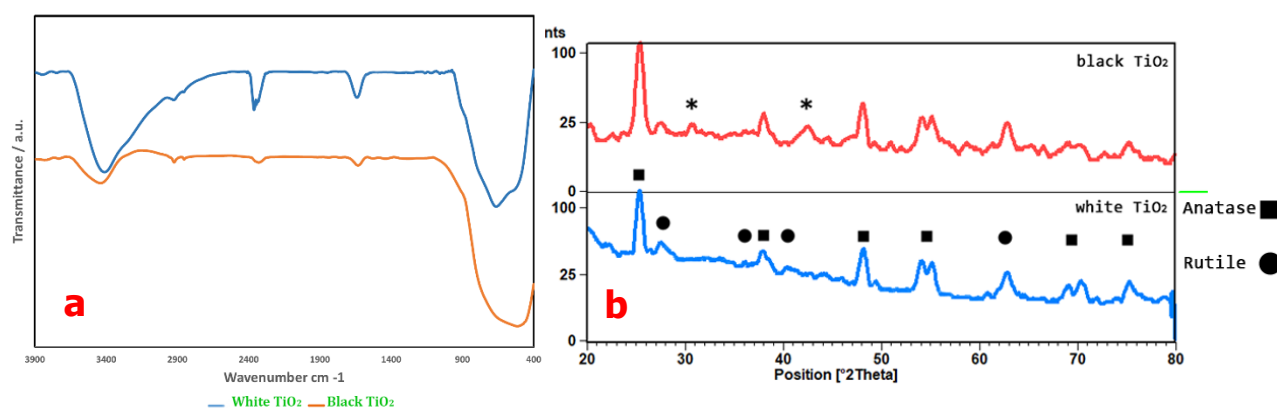 Transmittance / a.u.
a
3900 3400 2900 2400 1900 1400 900 400
Wavenumber cm -1
White TiO₂ Black TiO₂
nts
100
25
0
black TiO₂
* *
100
25
0
white TiO₂
b
20 30 40 50 60 70 80
Position [°2Theta]
Anatase
Rutile